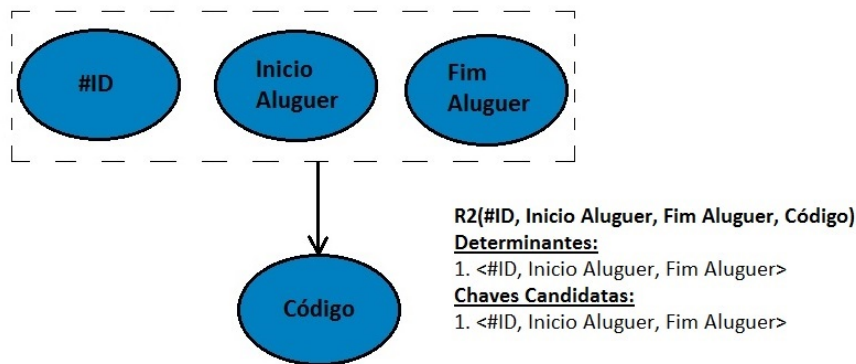 #ID
Inicio
Aluguer
Fim
Aluguer
Código
R2(#ID, Inicio Aluguer, Fim Aluguer, Código)
Determinantes:
1. <#ID, Inicio Aluguer, Fim Aluguer>
Chaves Candidatas:
1. <#ID, Inicio Aluguer, Fim Aluguer>